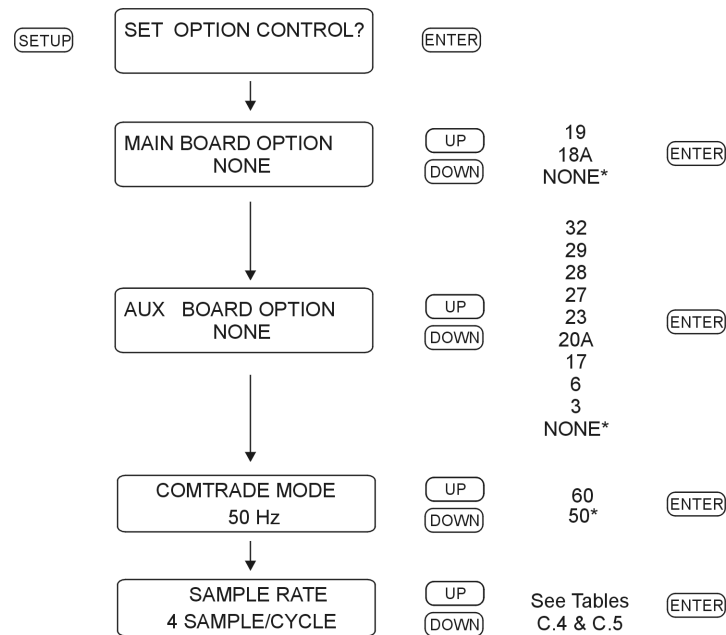 SETUP
SET OPTION CONTROL?
ENTER
MAIN BOARD OPTION
NONE
UP
DOWN
19
18A
NONE*
ENTER
AUX BOARD OPTION
NONE
UP
DOWN
32
29
28
27
23
20A
17
6
3
NONE*
ENTER
COMTRADE MODE
50 Hz
UP
DOWN
60
50*
ENTER
SAMPLE RATE
4 SAMPLE/CYCLE
UP
DOWN
See Tables
C.4 & C.5
ENTER